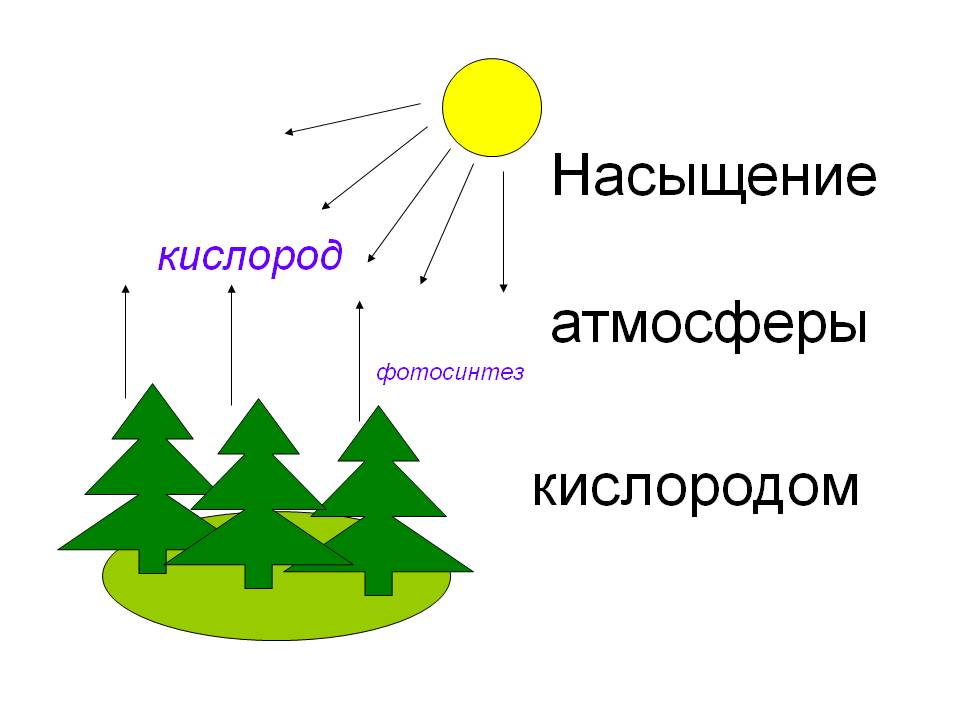 Насыщение
кислород
атмосферы
фотосинтез
кислородом